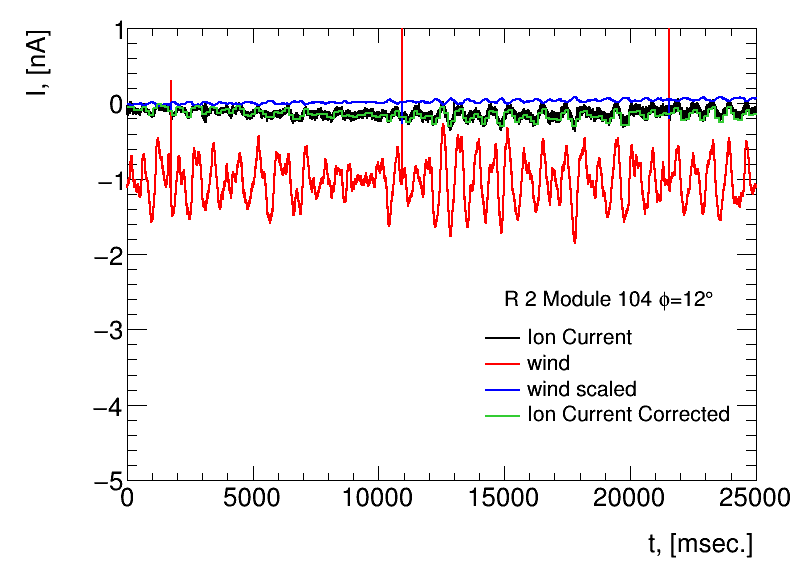 I, [nA]
1
0
−1
−2
−3
−4
−5
R 2 Module 104 ϕ=12°
Ion Current
wind
wind scaled
Ion Current Corrected
0 5000 10000 15000 20000 25000
t, [msec.]